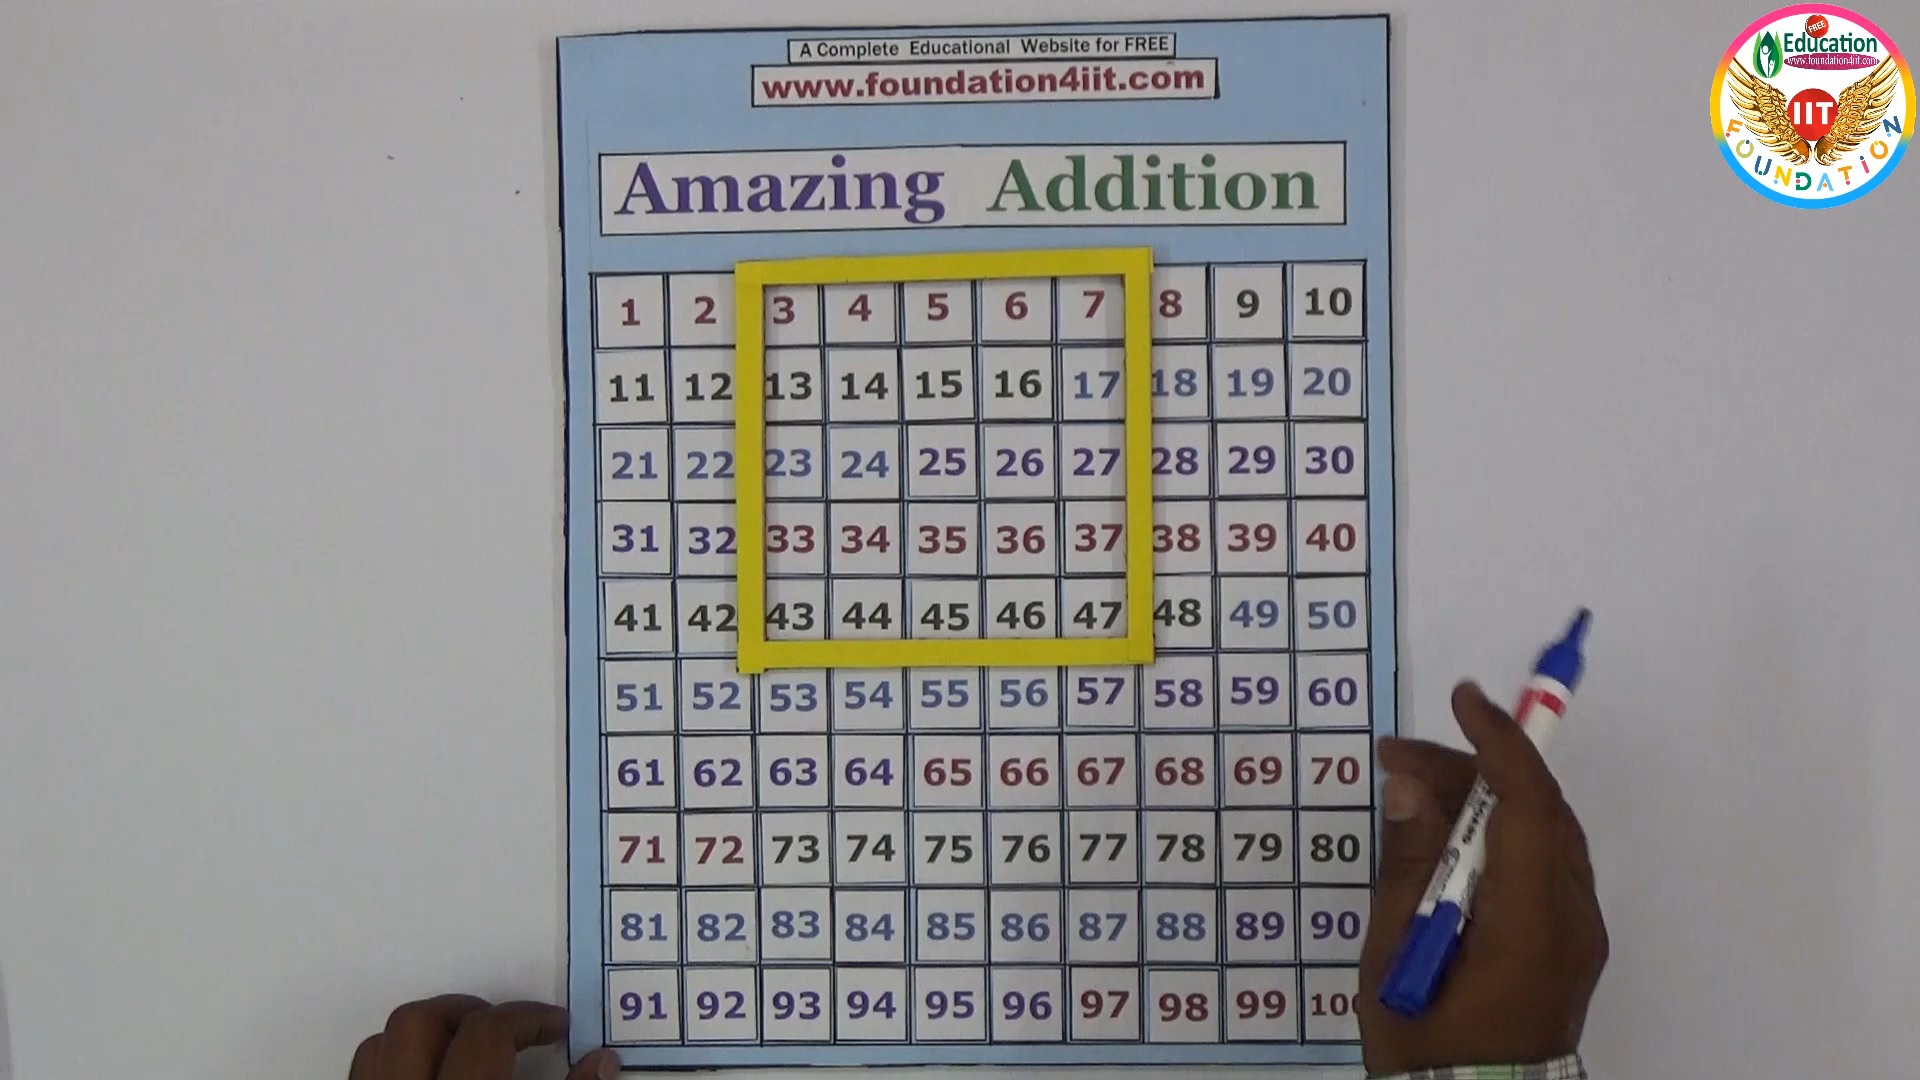 A Complete Educational Website for FREE
www.foundation4iit.com
Amazing Addition
1 2 3 4 5 6 7 8 9 10
11 12 13 14 15 16 17 18 19 20
21 22 23 24 25 26 27 28 29 30
31 32 33 34 35 36 37 38 39 40
41 42 43 44 45 46 47 48 49 50
51 52 53 54 55 56 57 58 59 60
61 62 63 64 65 66 67 68 69 70
71 72 73 74 75 76 77 78 79 80
81 82 83 84 85 86 87 88 89 90
91 92 93 94 95 96 97 98 99 100
FREE
Education
www.foundation4iit.com
IIT
FOUNDATION